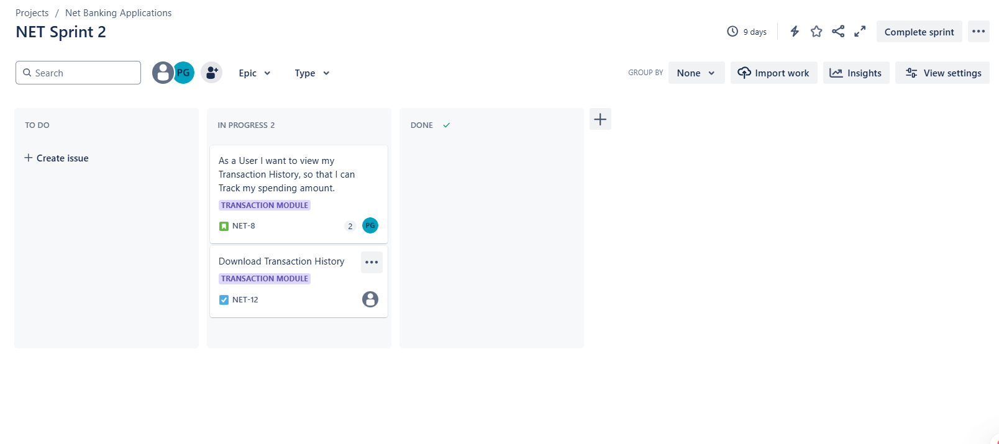 Projects / Net Banking Applications
NET Sprint 2
9 days
Complete sprint
Search
PG
Epic
Type
GROUP BY
None
Import work
Insights
View settings
TO DO
Create issue
IN PROGRESS 2
As a User I want to view my
Transaction History, so that I can
Track my spending amount.
TRANSACTION MODULE
NET-8
2
PG
Download Transaction History
TRANSACTION MODULE
NET-12
DONE